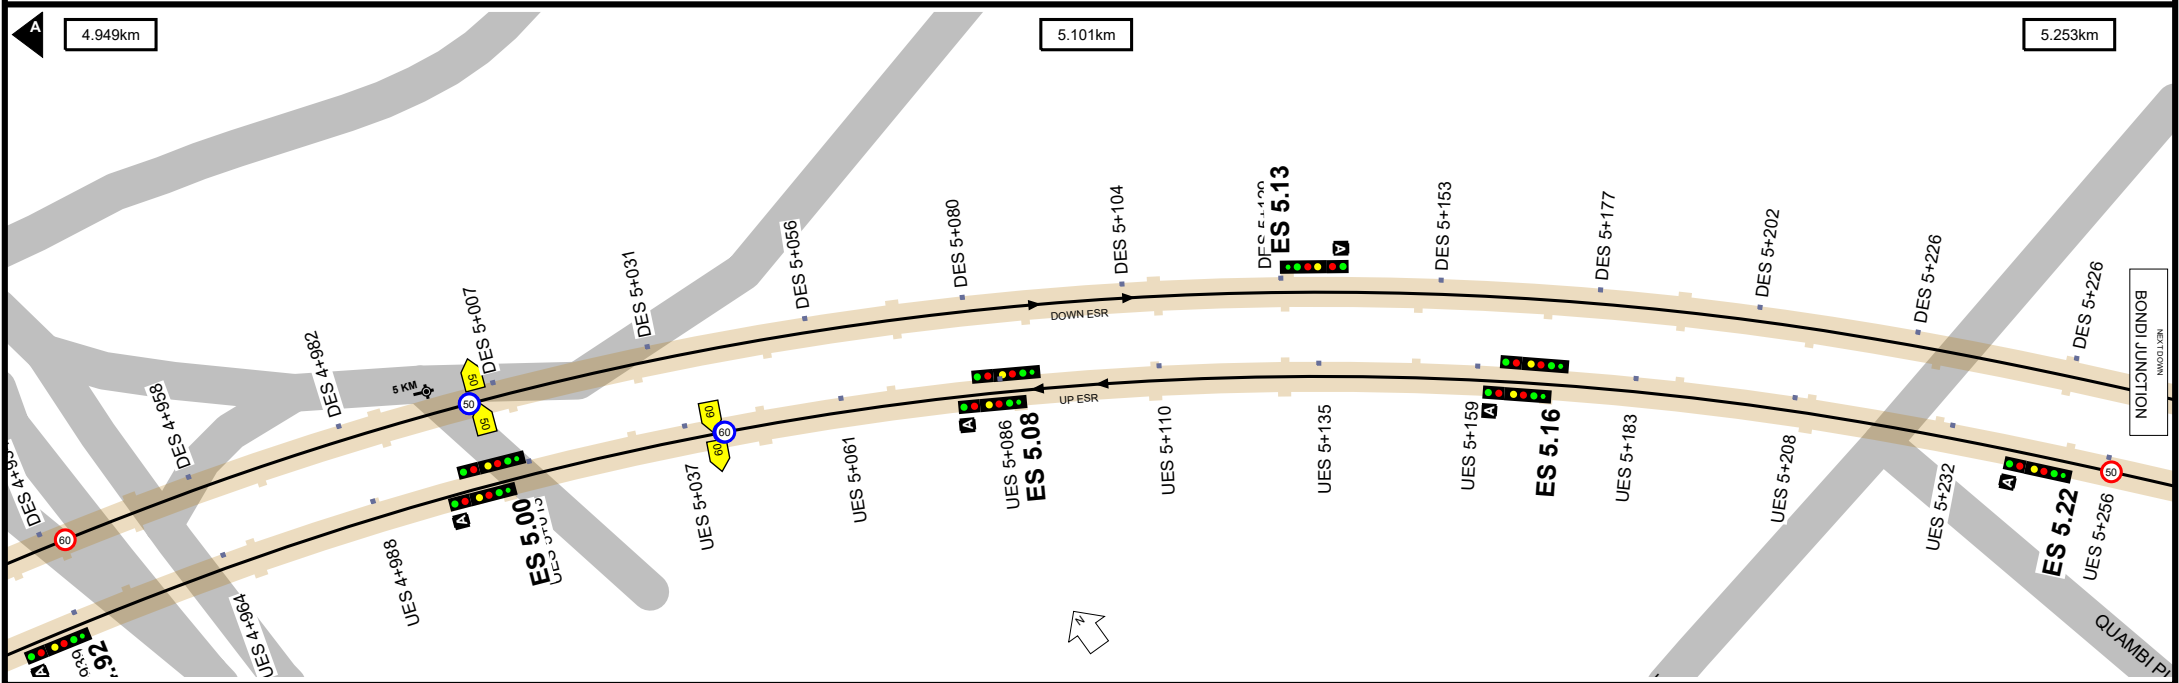 A
4.949km
5.101km
5.253km
DES 4+958
DES 4+982
DES 5+007
DES 5+031
DES 5+056
DES 5+080
DES 5+104
ES 5.13
A
DES 5+153
DES 5+177
DES 5+202
DES 5+226
DES 5+226
NEXT DOWN
BONDI JUNCTION
5 KM
50
50
50
60
60
60
60
50
DOWN ESR
UP ESR
A
A
A
A
A
UES 4+964
UES 4+988
ES 5.00
UES 5+037
UES 5+061
UES 5+086
ES 5.08
UES 5+110
UES 5+135
UES 5+159
ES 5.16
UES 5+183
UES 5+208
UES 5+232
ES 5.22
UES 5+256
N
QUAMBI